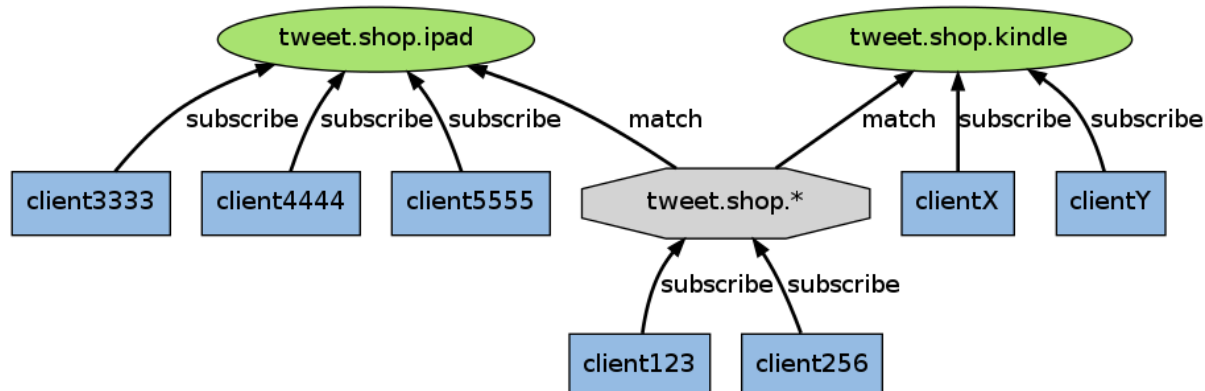 tweet.shop.ipad
tweet.shop.kindle
subscribe
subscribe
subscribe
match
match
subscribe
subscribe
client3333
client4444
client5555
tweet.shop.*
clientX
clientY
subscribe
subscribe
client123
client256